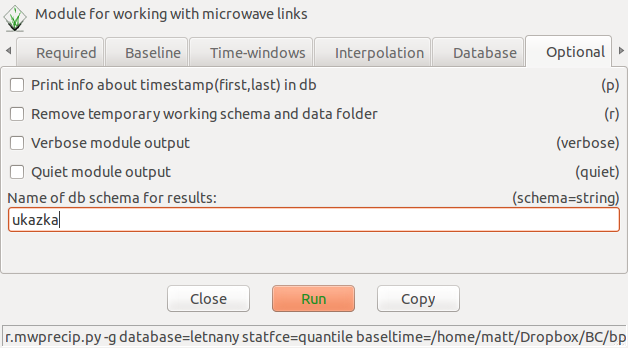 Module for working with microwave links
Required Baseline Time-windows Interpolation Database Optional
Print info about timestamp(first,last) in db (p)
Remove temporary working schema and data folder (r)
Verbose module output (verbose)
Quiet module output (quiet)
Name of db schema for results: (schema=string)
ukazka
Close Run Copy
r.mwprecip.py -g database=letnany statfce=quantile baseltime=/home/matt/Dropbox/BC/bp